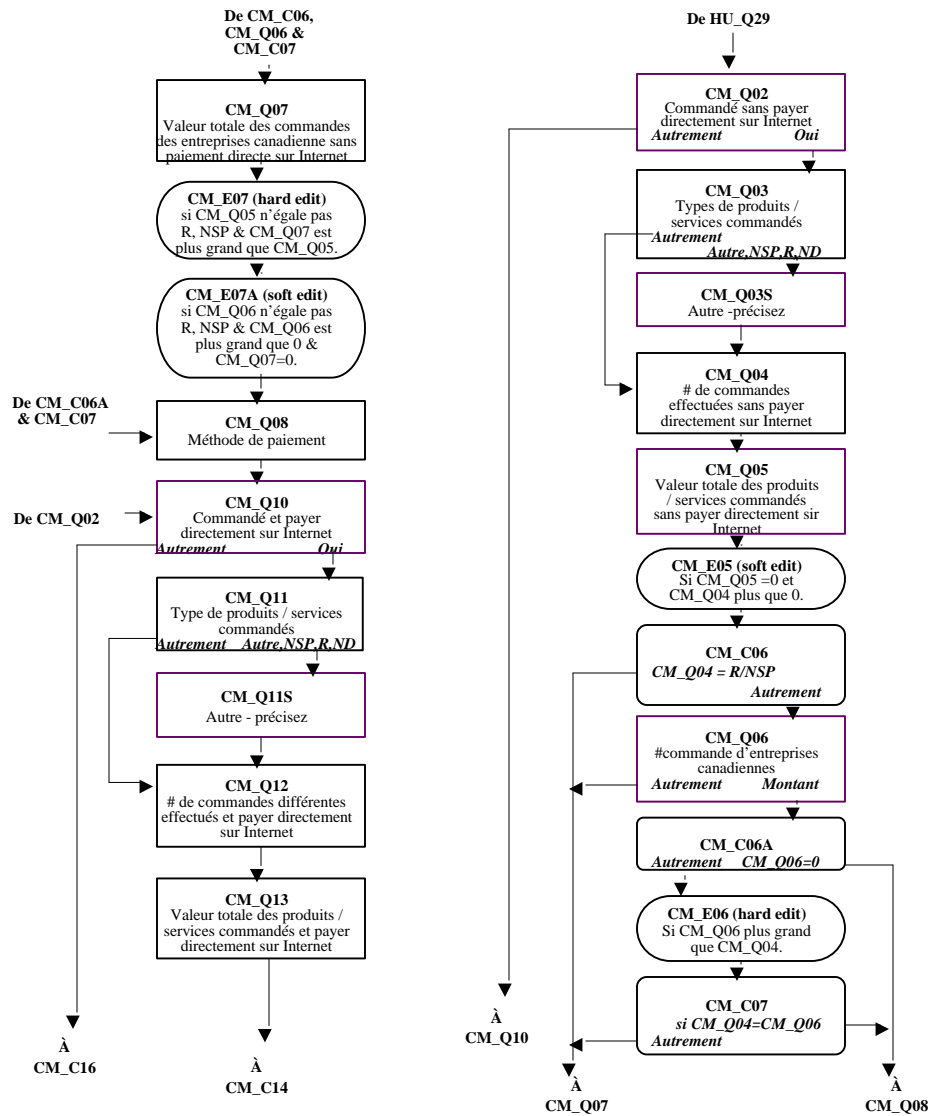 De CM_C06,
CM_Q06 &
CM_C07
CM_Q07
Valeur totale des commandes
des entreprises canadienne sans
paiement directe sur Internet
CM_E07 (hard edit)
si CM_Q05 n'égale pas
R, NSP & CM_Q07 est
plus grand que CM_Q05.
CM_E07A (soft edit)
si CM_Q06 n'égale pas
R, NSP & CM_Q06 est
plus grand que 0 &
CM_Q07=0.
De CM_C06A
& CM_C07
CM_Q08
Méthode de paiement
De CM_Q02
CM_Q10
Commandé et payer
directement sur Internet
Autrement Oui
CM_Q11
Type de produits / services
commandés
Autrement Autre,NSP,R,ND
CM_Q11S
Autre - précisez
CM_Q12
# de commandes différentes
effectués et payer directement
sur Internet
CM_Q13
Valeur totale des produits /
services commandés et payer
directement sur Internet
À
CM_C16
À
CM_C14
De HU_Q29
CM_Q02
Commandé sans payer
directement sur Internet
Autrement Oui
CM_Q03
Types de produits /
services commandés
Autrement
Autre,NSP,R,ND
CM_Q03S
Autre -précisez
CM_Q04
# de commandes
effectuées sans payer
directement sur Internet
CM_Q05
Valeur totale des produits
/ services commandés
sans payer directement sir
Internet
CM_E05 (soft edit)
Si CM_Q05 =0 et
CM_Q04 plus que 0.
CM_C06
CM_Q04 = R/NSP
Autrement
CM_Q06
#commande d'entreprises
canadiennes
Autrement Montant
CM_C06A
Autrement CM_Q06=0
CM_E06 (hard edit)
Si CM_Q06 plus grand
que CM_Q04.
CM_C07
si CM_Q04=CM_Q06
Autrement
À
CM_Q10
À
CM_Q07
À
CM_Q08